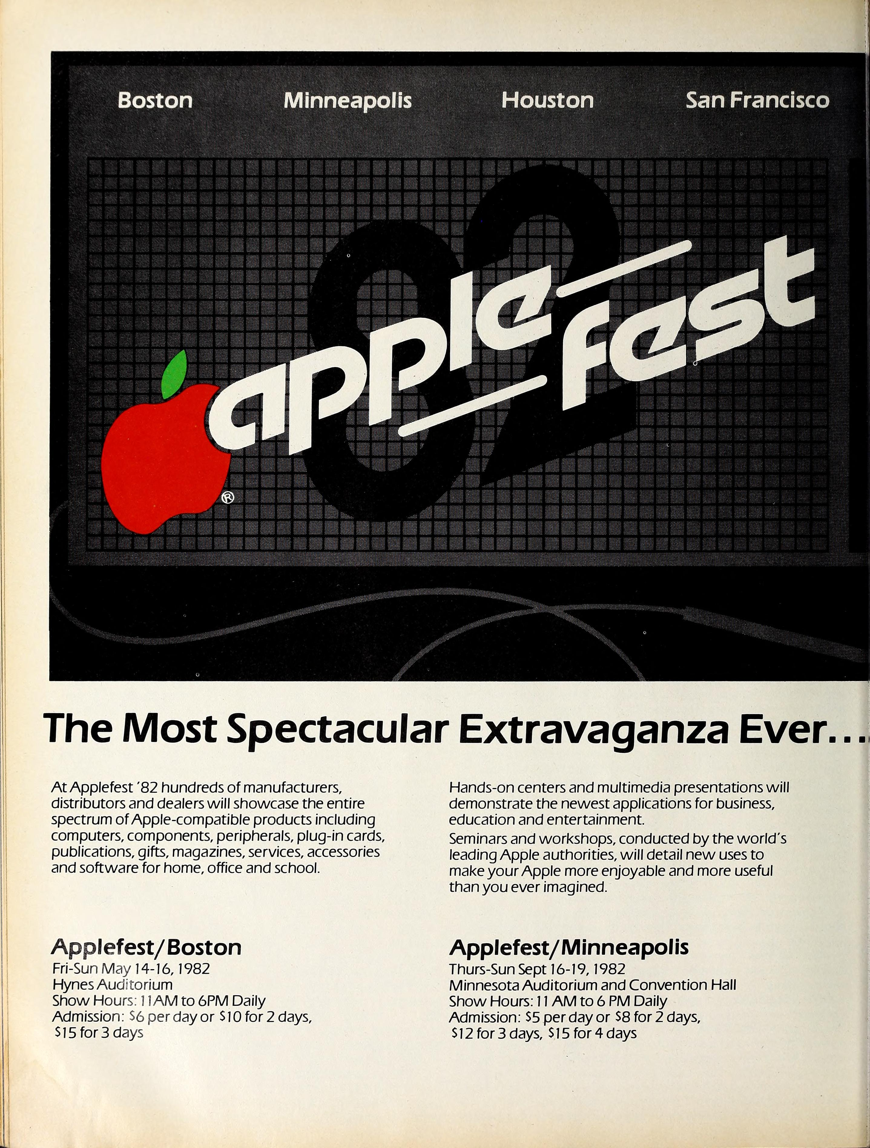 Boston Minneapolis Houston San Francisco
82
apple
fest
®
The Most Spectacular Extravaganza Ever...
At Applefest '82 hundreds of manufacturers,
distributors and dealers will showcase the entire
spectrum of Apple-compatible products including
computers, components, peripherals, plug-in cards,
publications, gifts, magazines, services, accessories
and software for home, office and school.
Hands-on centers and multimedia presentations will
demonstrate the newest applications for business,
education and entertainment.
Seminars and workshops, conducted by the world's
leading Apple authorities, will detail new uses to
make your Apple more enjoyable and more useful
than you ever imagined.
Applefest/Boston
Fri-Sun May 14-16, 1982
Hynes Auditorium
Show Hours: 11AM to 6PM Daily
Admission: $6 per day or $10 for 2 days,
$15 for 3 days
Applefest/Minneapolis
Thurs-Sun Sept 16-19, 1982
Minnesota Auditorium and Convention Hall
Show Hours: 11 AM to 6 PM Daily
Admission: $5 per day or $8 for 2 days,
$12 for 3 days, $15 for 4 days